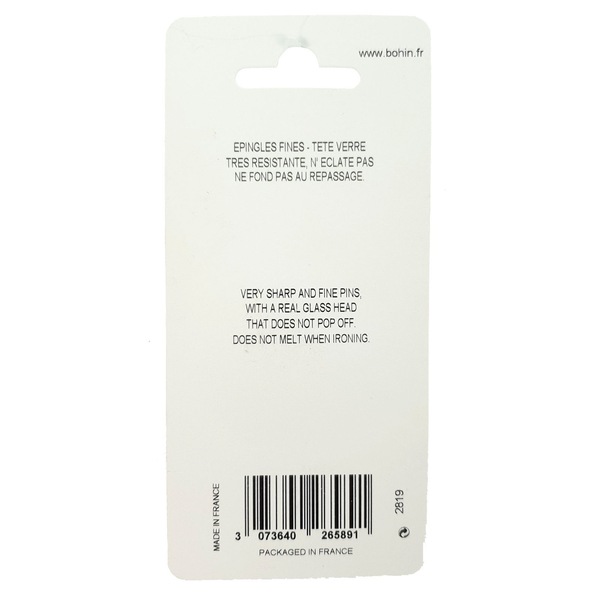 www.bohin.fr
EPINGLES FINES - TETE VERRE
TRES RESISTANTE, N' ECLATE PAS
NE FOND PAS AU REPASSAGE.
VERY SHARP AND FINE PINS,
WITH A REAL GLASS HEAD
THAT DOES NOT POP OFF.
DOES NOT MELT WHEN IRONING.
MADE IN FRANCE
3 073640 265891
PACKAGED IN FRANCE
2819